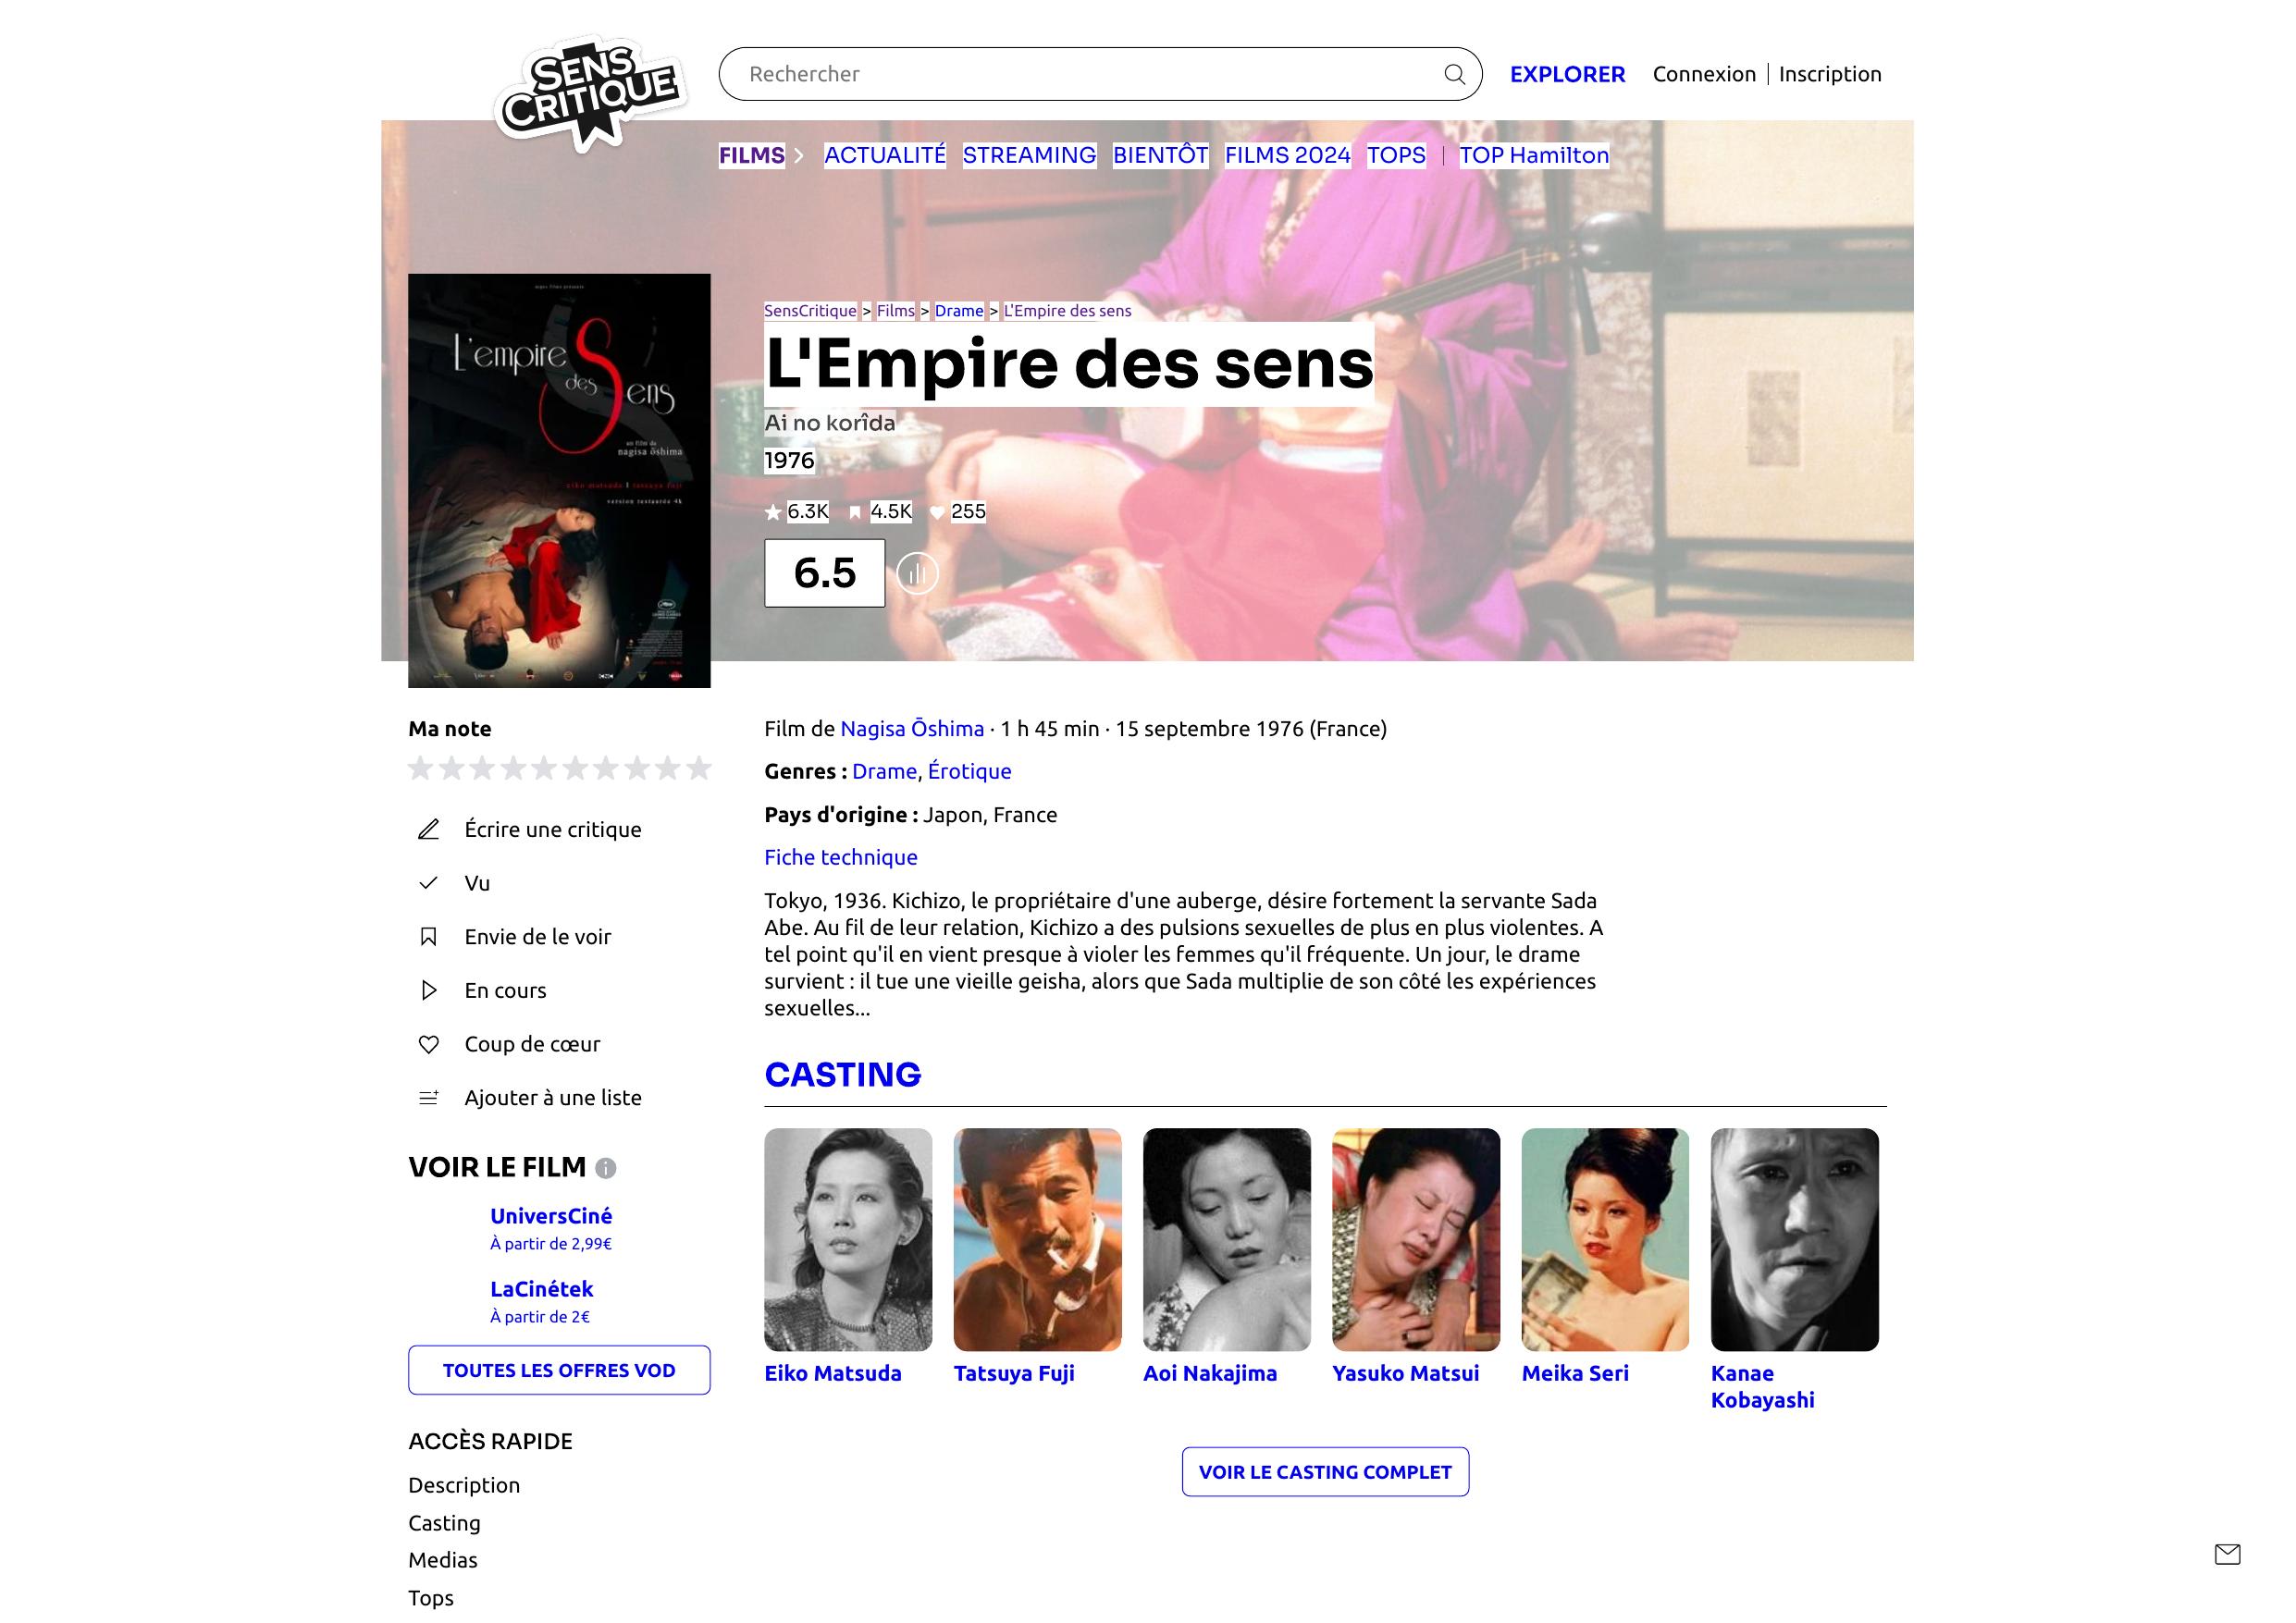 SENS
CRITIQUE
Rechercher
EXPLORER
Connexion
Inscription
FILMS
ACTUALITÉ
STREAMING
BIENTÔT
FILMS 2024
TOPS
TOP Hamilton
L'empire
des
Sens
un film de
nagisa ōshima
eiko matsuda | tatsuya fuji
version restaurée 4k
SensCritique > Films > Drame > L'Empire des sens
L'Empire des sens
Ai no korîda
1976
6.3K
4.5K
255
6.5
Ma note
Écrire une critique
Vu
Envie de le voir
En cours
Coup de cœur
Ajouter à une liste
VOIR LE FILM
UniversCiné
À partir de 2,99€
LaCinétek
À partir de 2€
TOUTES LES OFFRES VOD
ACCÈS RAPIDE
Description
Casting
Medias
Tops
Film de Nagisa Ōshima · 1 h 45 min · 15 septembre 1976 (France)
Genres : Drame, Érotique
Pays d'origine : Japon, France
Fiche technique
Tokyo, 1936. Kichizo, le propriétaire d'une auberge, désire fortement la servante Sada
Abe. Au fil de leur relation, Kichizo a des pulsions sexuelles de plus en plus violentes. A
tel point qu'il en vient presque à violer les femmes qu'il fréquente. Un jour, le drame
survient : il tue une vieille geisha, alors que Sada multiplie de son côté les expériences
sexuelles...
CASTING
Eiko Matsuda
Tatsuya Fuji
Aoi Nakajima
Yasuko Matsui
Meika Seri
Kanae
Kobayashi
VOIR LE CASTING COMPLET